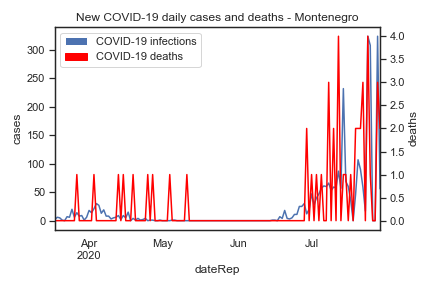 New COVID-19 daily cases and deaths - Montenegro
COVID-19 infections
COVID-19 deaths
300
250
200
150
100
50
0
cases
4.0
3.5
3.0
2.5
2.0
1.5
1.0
0.5
0.0
deaths
Apr
2020
May
Jun
Jul
dateRep